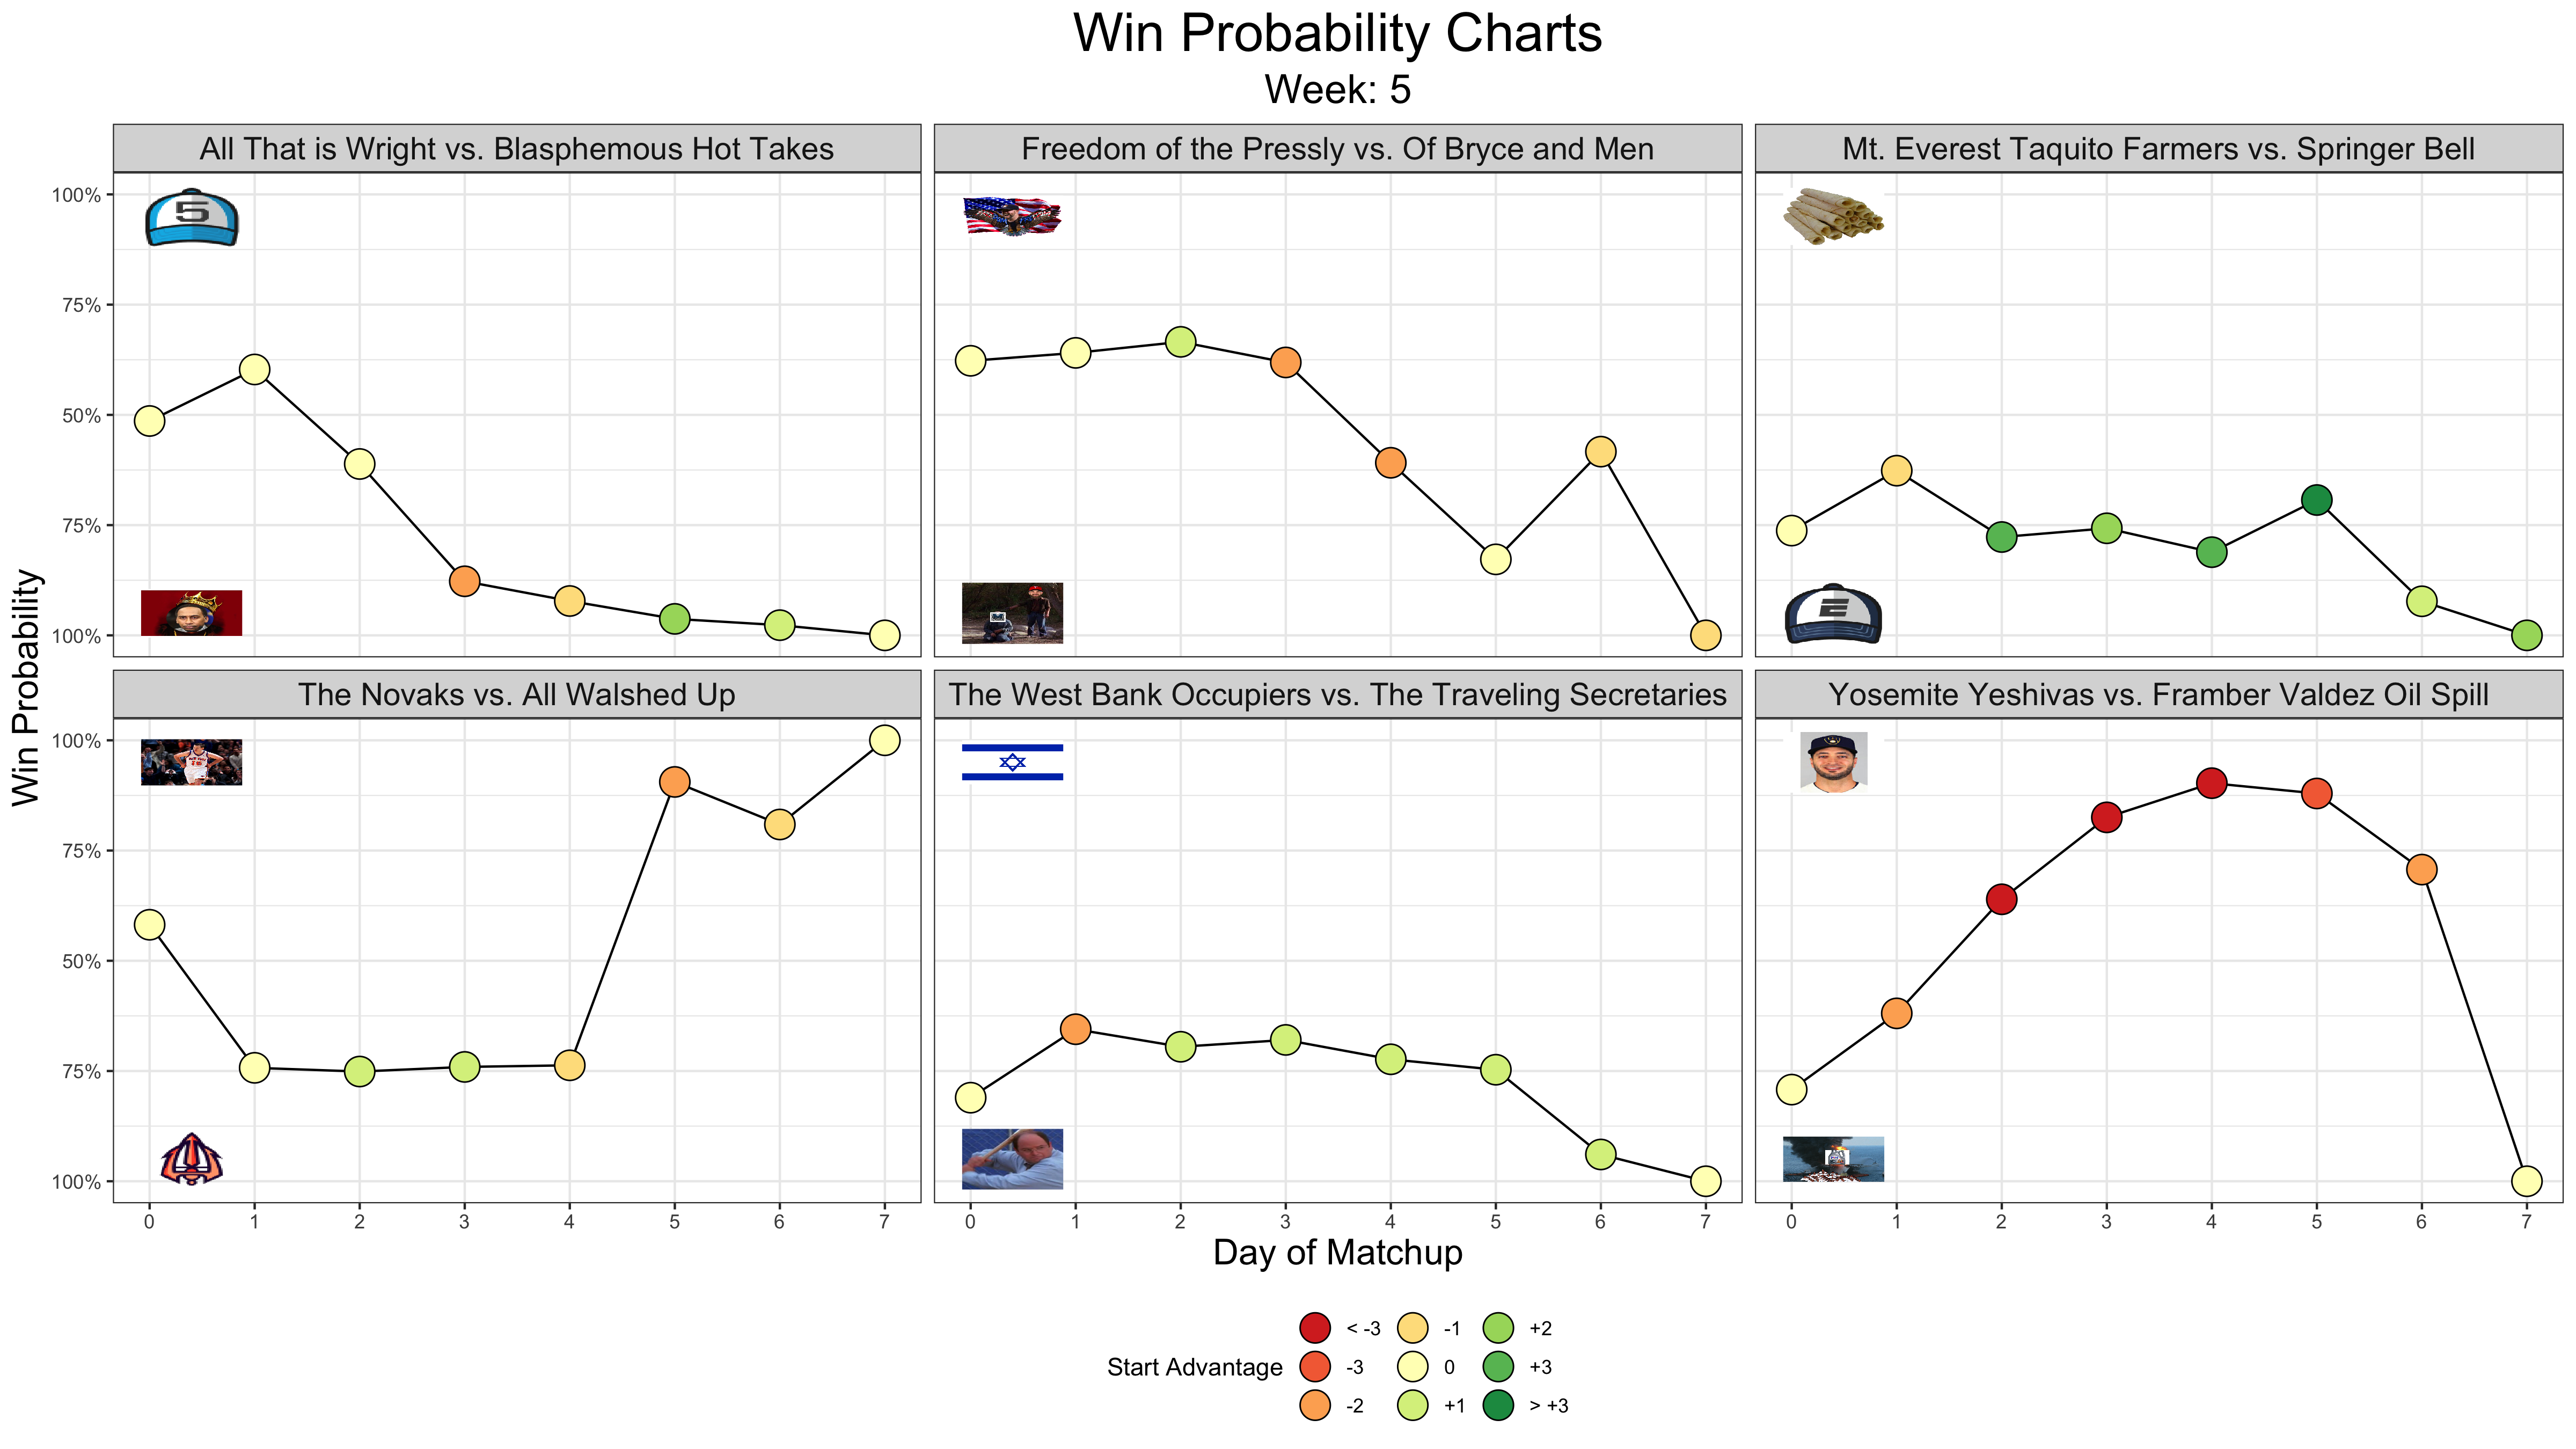 Win Probability Charts
Week: 5
All That is Wright vs. Blasphemous Hot Takes
Freedom of the Pressly vs. Of Bryce and Men
Mt. Everest Taquito Farmers vs. Springer Bell
100%
75%
50%
75%
100%
5
E
Win Probability
The Novaks vs. All Walshed Up
The West Bank Occupiers vs. The Traveling Secretaries
Yosemite Yeshivas vs. Framber Valdez Oil Spill
100%
75%
50%
75%
100%
0 1 2 3 4 5 6 7
0 1 2 3 4 5 6 7
0 1 2 3 4 5 6 7
Day of Matchup
Start Advantage
< -3 -1 +2
-3 0 +3
-2 +1 > +3